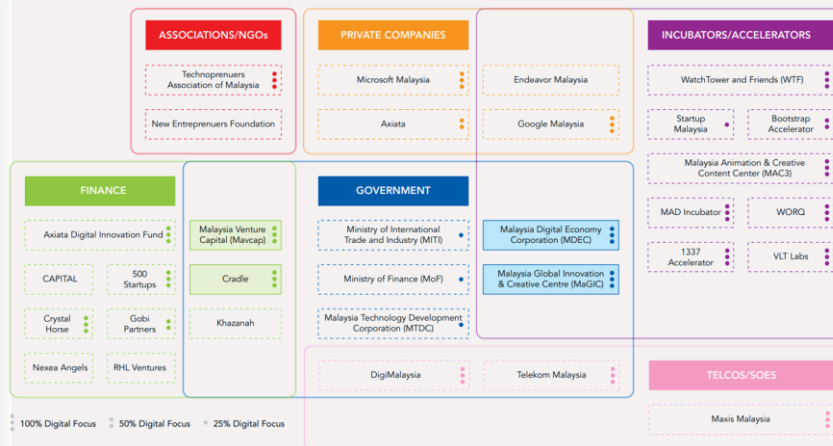 ASSOCIATIONS/NGOs
Technoprenuers
Association of Malaysia
New Entreprenuers Foundation
PRIVATE COMPANIES
Microsoft Malaysia
Endeavor Malaysia
Axiata
Google Malaysia
INCUBATORS/ACCELERATORS
WatchTower and Friends (WTF)
Startup
Malaysia
Bootstrap
Accelerator
Malaysia Animation & Creative
Content Center (MAC3)
MAD Incubator
WORQ
1337
Accelerator
VLT Labs
FINANCE
Axiata Digital Innovation Fund
Malaysia Venture
Capital (Mavcap)
CAPITAL
500
Startups
Cradle
Crystal
Horse
Gobi
Partners
Khazanah
Nexea Angels
RHL Ventures
GOVERNMENT
Ministry of International
Trade and Industry (MITI)
Malaysia Digital Economy
Corporation (MDEC)
Ministry of Finance (MoF)
Malaysia Global Innovation
& Creative Centre (MaGIC)
Malaysia Technology Development
Corporation (MTDC)
DigiMalaysia
Telekom Malaysia
TELCOS/SOES
Maxis Malaysia
100% Digital Focus
50% Digital Focus
25% Digital Focus